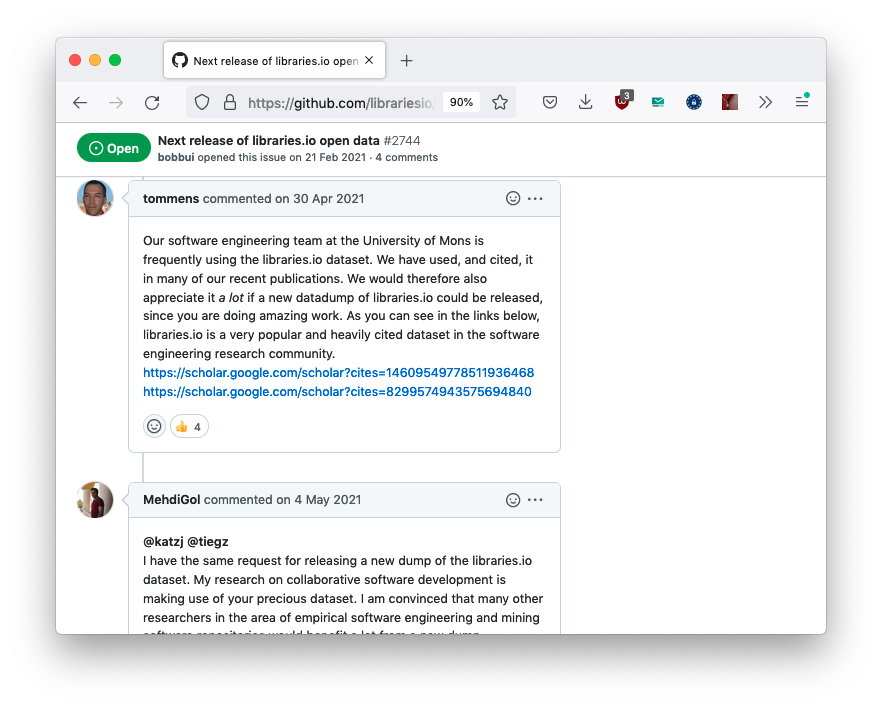 Next release of libraries.io open
https://github.com/librariesio/
90%
3
Open
Next release of libraries.io open data #2744
bobbui opened this issue on 21 Feb 2021 · 4 comments
tommens commented on 30 Apr 2021
Our software engineering team at the University of Mons is
frequently using the libraries.io dataset. We have used, and cited, it
in many of our recent publications. We would therefore also
appreciate it a lot if a new datadump of libraries.io could be released,
since you are doing amazing work. As you can see in the links below,
libraries.io is a very popular and heavily cited dataset in the software
engineering research community.
https://scholar.google.com/scholar?cites=14609549778511936468
https://scholar.google.com/scholar?cites=8299574943575694840
4
MehdiGol commented on 4 May 2021
@katzj @tiegz
I have the same request for releasing a new dump of the libraries.io
dataset. My research on collaborative software development is
making use of your precious dataset. I am convinced that many other
researchers in the area of empirical software engineering and mining
software repositories would benefit a lot from a new dump